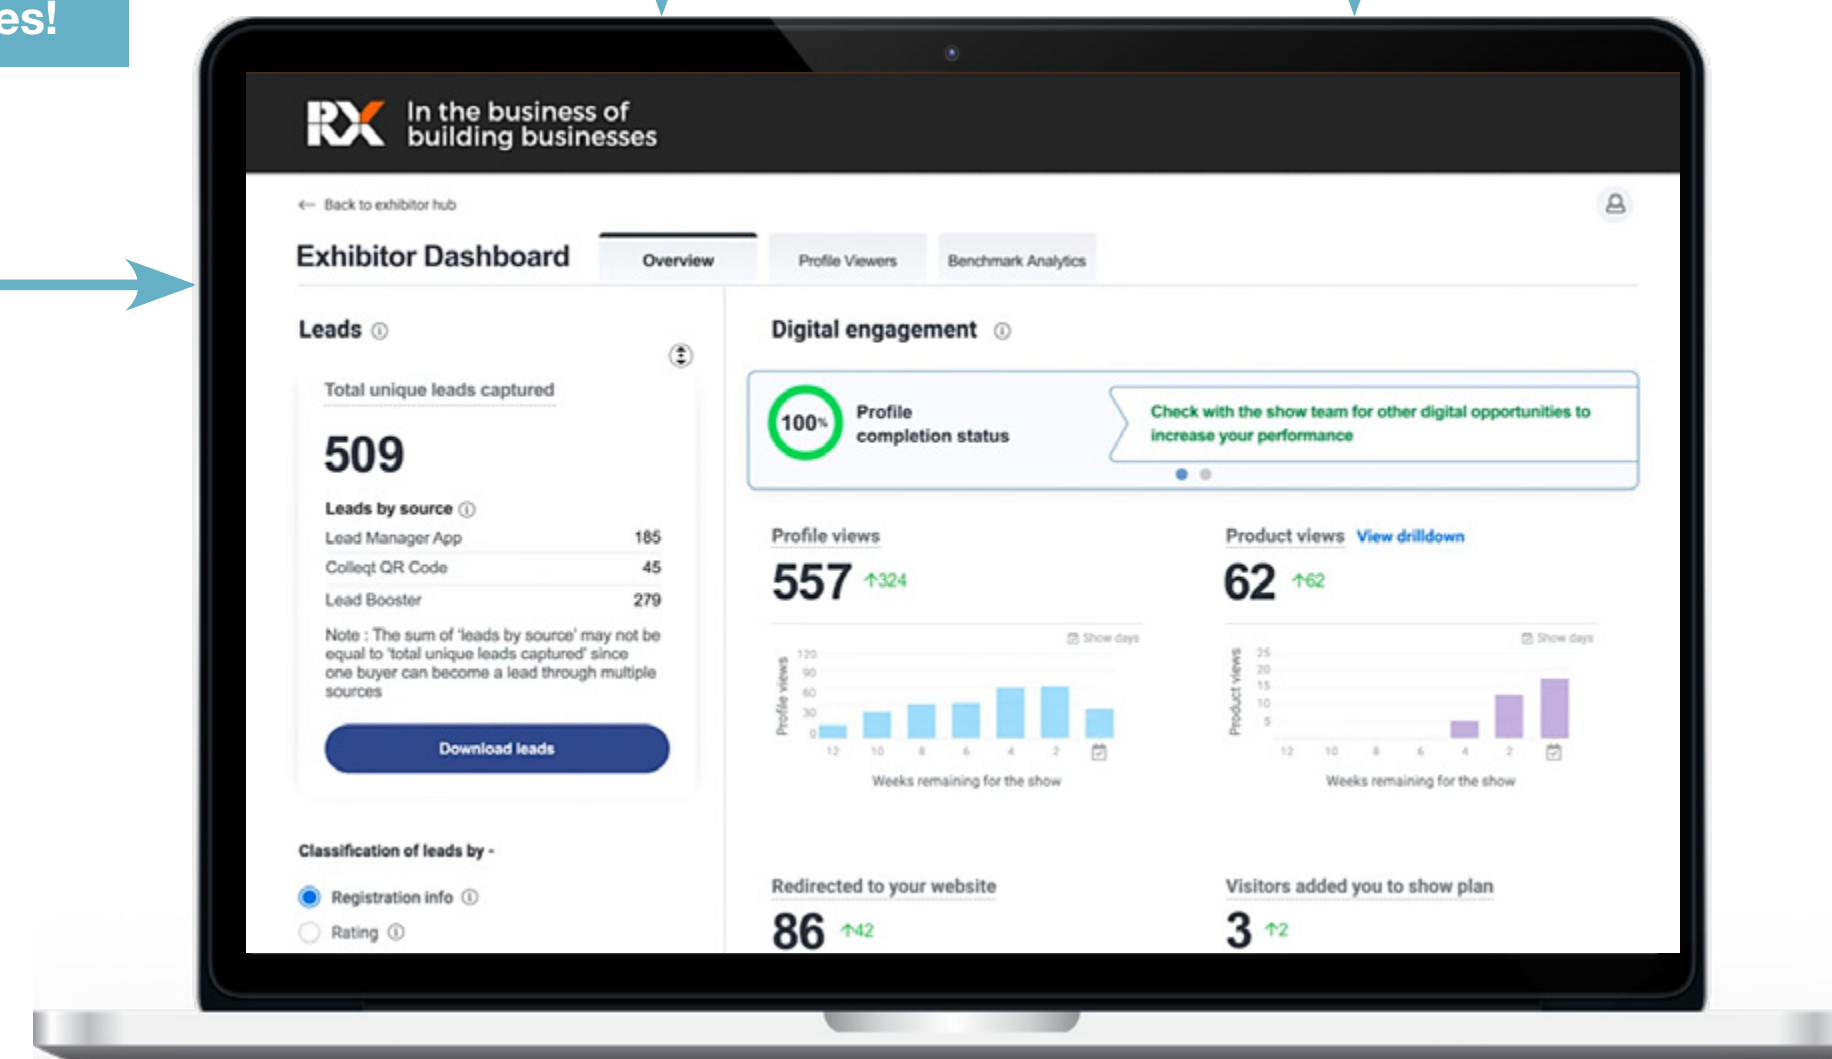 es!
RX
In the business of
building businesses
← Back to exhibitor hub
Exhibitor Dashboard
Overview
Profile Viewers
Benchmark Analytics
Leads
Total unique leads captured
509
Leads by source
Lead Manager App 185
Colleqt QR Code 45
Lead Booster 279
Note : The sum of 'leads by source' may not be
equal to 'total unique leads captured' since
one buyer can become a lead through multiple
sources
Download leads
Classification of leads by -
Registration info
Rating
Digital engagement
100%
Profile
completion status
Check with the show team for other digital opportunities to
increase your performance
Profile views
557 ↑324
Show days
Profile views
120
90
60
30
0
12 10 8 6 4 2
Weeks remaining for the show
Product views View drilldown
62 ↑62
Show days
Product views
25
20
15
10
5
12 10 8 6 4 2
Weeks remaining for the show
Redirected to your website
86 ↑42
Visitors added you to show plan
3 ↑2